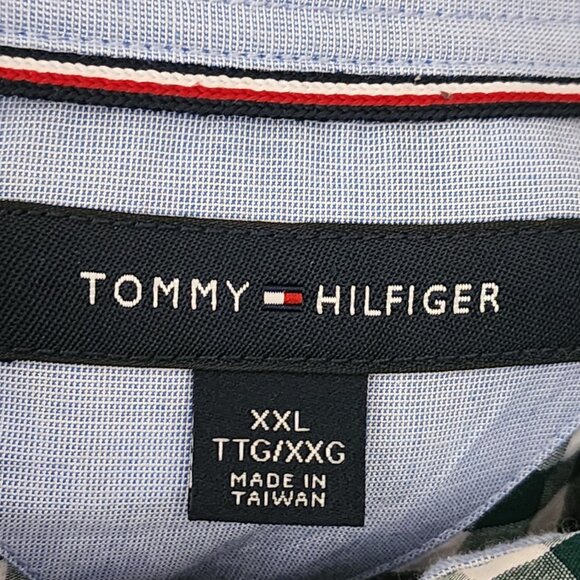 TOMMY HILFIGER
XXL
TTG/XXG
MADE IN
TAIWAN